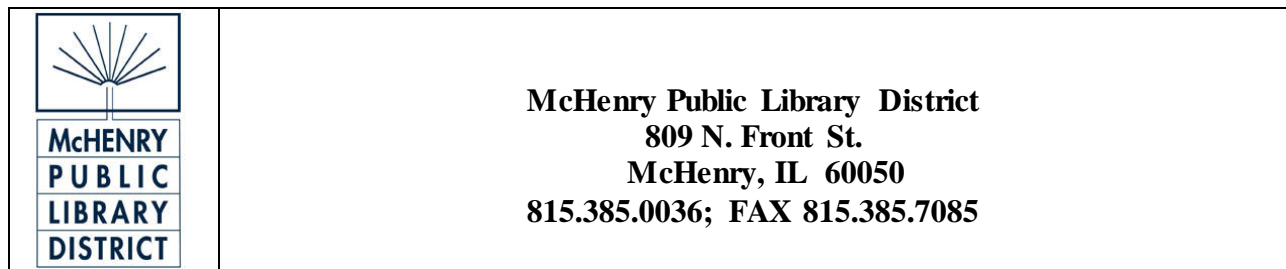 McHENRY
PUBLIC
LIBRARY
DISTRICT
McHenry Public Library District
809 N. Front St.
McHenry, IL 60050
815.385.0036; FAX 815.385.7085